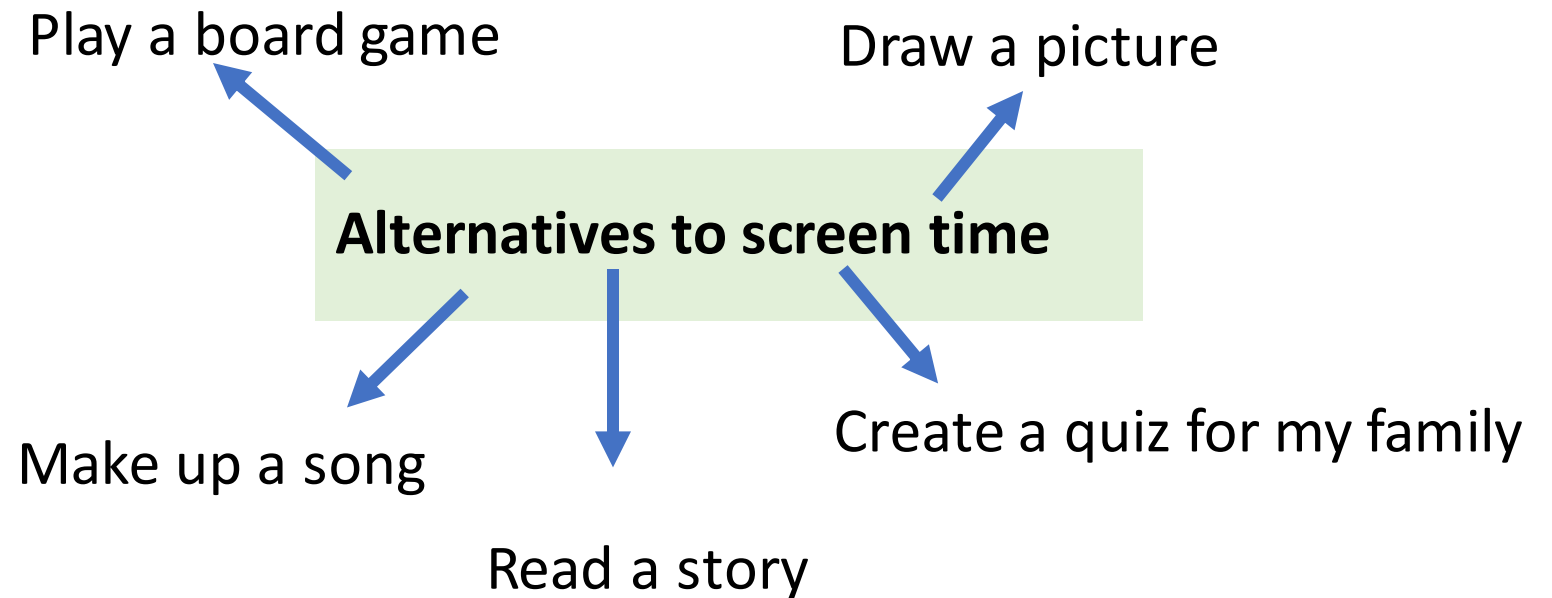 Play a board game
Draw a picture
Alternatives to screen time
Create a quiz for my family
Make up a song
Read a story